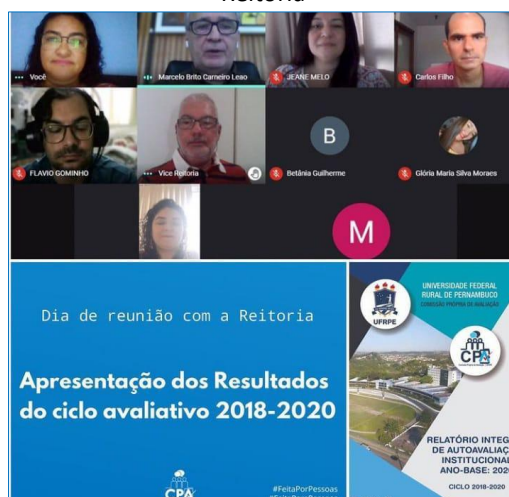 Reitoria
Você
Marcelo Brito Carneiro Leao
JEANE MELO
Carlos Filho
FLAVIO GOMINHO
Vice Reitoria
B
Betânia Guilherme
Glória Maria Silva Moraes
M
Dia de reunião com a Reitoria
Apresentação dos Resultados
do ciclo avaliativo 2018-2020
CPA
#FeitaPorPessoas
UFRPE
UNIVERSIDADE FEDERAL
RURAL DE PERNAMBUCO
COMISSÃO PRÓPRIA DE AVALIAÇÃO
CPA
RELATÓRIO INTEG
DE AUTOAVALIAÇ
INSTITUCIONAL
ANO-BASE: 202
CICLO 2018-2020